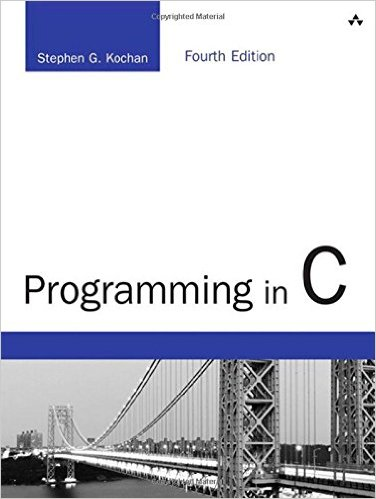 Copyrighted Material
Stephen G. Kochan
Fourth Edition
Programming in C